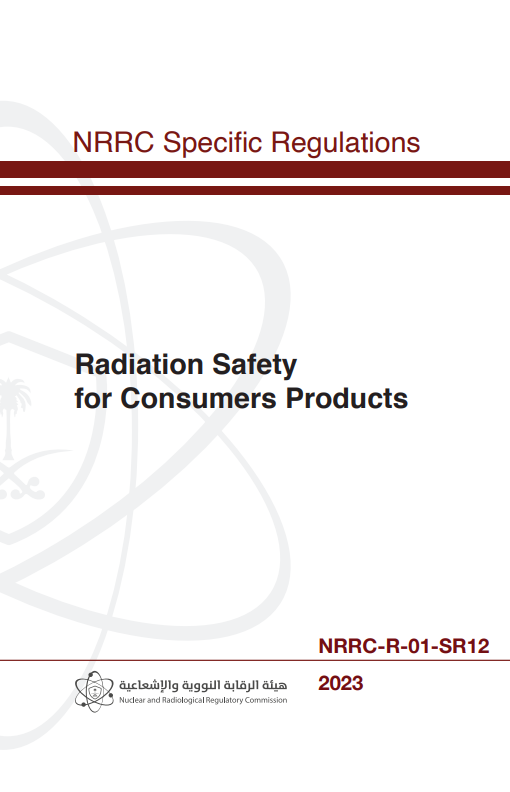 NRRC Specific Regulations
Radiation Safety
for Consumers Products
NRRC-R-01-SR12
هيئة الرقابة النووية والإشعاعية
Nuclear and Radiological Regulatory Commission
2023